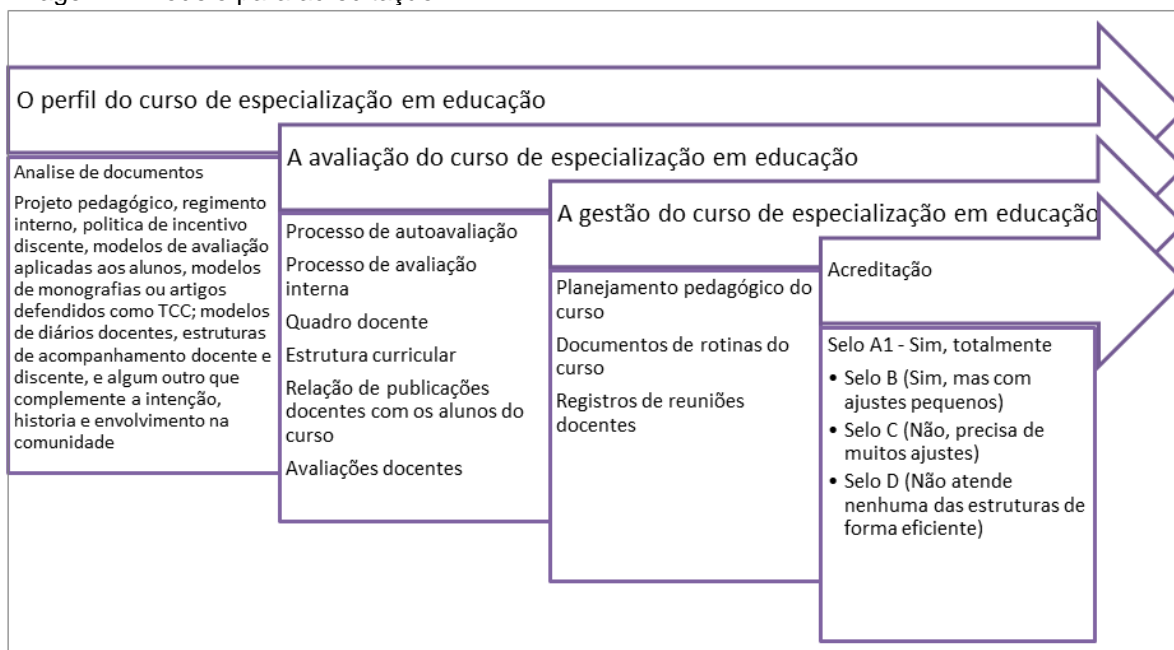 O perfil do curso de especialização em educação
Analise de documentos
Projeto pedagógico, regimento
interno, politica de incentivo
discente, modelos de avaliação
aplicadas aos alunos, modelos
de monografias ou artigos
defendidos como TCC; modelos
de diários docentes, estruturas
de acompanhamento docente e
discente, e algum outro que
complemente a intenção,
historia e envolvimento na
comunidade
A avaliação do curso de especialização em educação
Processo de autoavaliação
Processo de avaliação
interna
Quadro docente
Estrutura curricular
Relação de publicações
docentes com os alunos do
curso
Avaliações docentes
A gestão do curso de especialização em educação
Planejamento pedagógico do
curso
Documentos de rotinas do
curso
Registros de reuniões
docentes
Acreditação
Selo A1 - Sim, totalmente
• Selo B (Sim, mas com
ajustes pequenos)
• Selo C (Não, precisa de
muitos ajustes)
• Selo D (Não atende
nenhuma das estruturas de
forma eficiente)